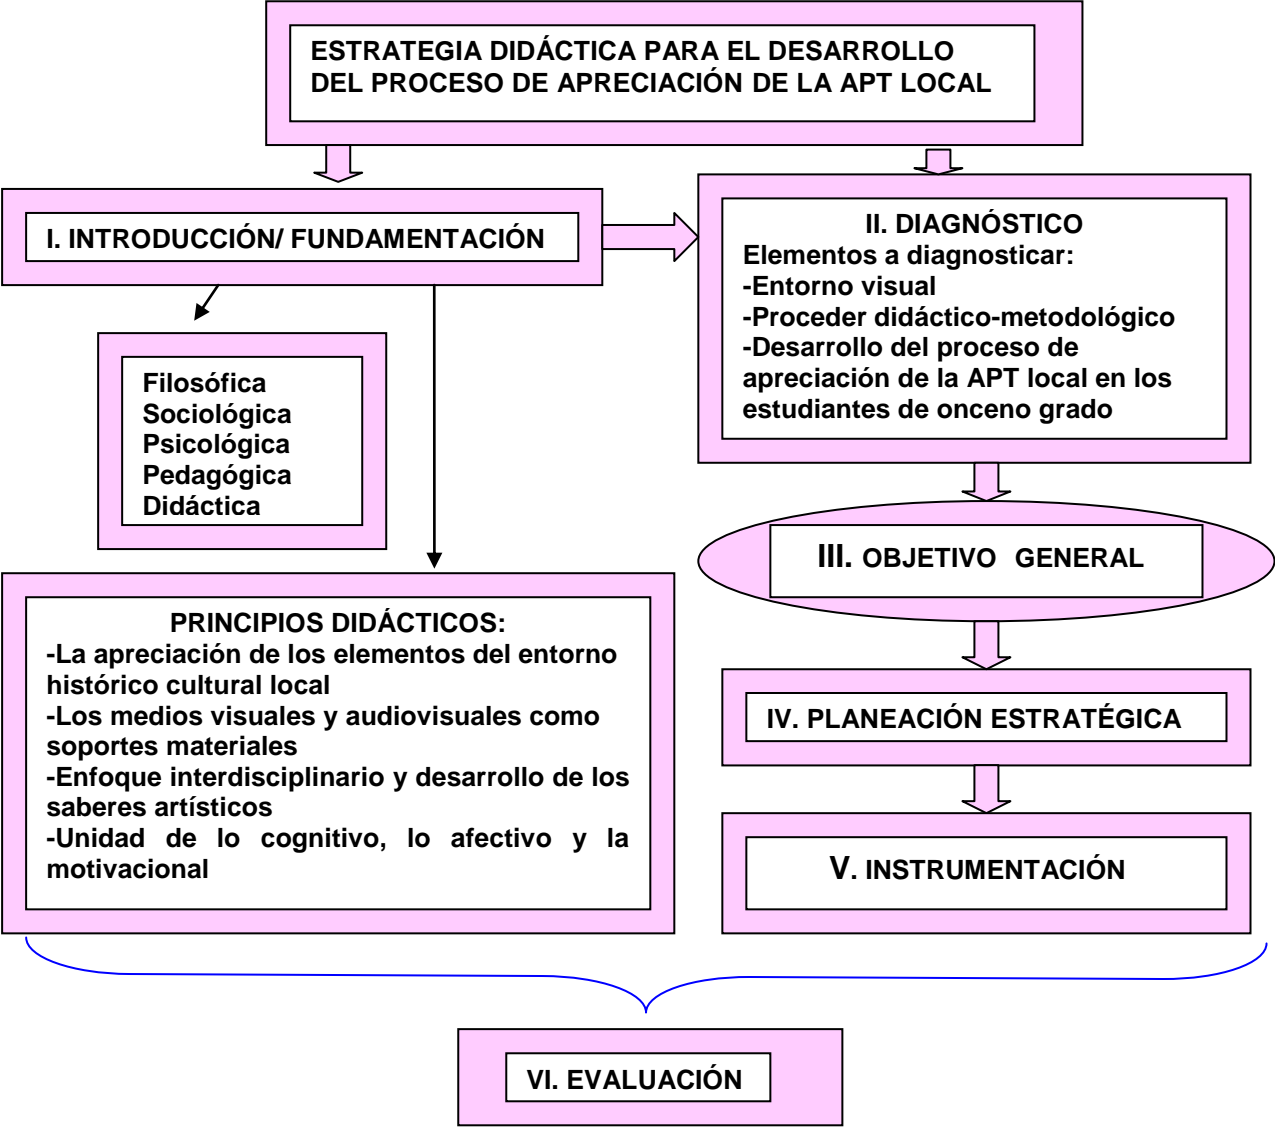 ESTRATEGIA DIDÁCTICA PARA EL DESARROLLO
DEL PROCESO DE APRECIACIÓN DE LA APT LOCAL
I. INTRODUCCIÓN/ FUNDAMENTACIÓN
II. DIAGNÓSTICO
Elementos a diagnosticar:
-Entorno visual
-Proceder didáctico-metodológico
-Desarrollo del proceso de
apreciación de la APT local en los
estudiantes de onceno grado
Filosófica
Sociológica
Psicológica
Pedagógica
Didáctica
III. OBJETIVO GENERAL
PRINCIPIOS DIDÁCTICOS:
-La apreciación de los elementos del entorno
histórico cultural local
-Los medios visuales y audiovisuales como
soportes materiales
-Enfoque interdisciplinario y desarrollo de los
saberes artísticos
-Unidad de lo cognitivo, lo afectivo y la
motivacional
IV. PLANEACIÓN ESTRATÉGICA
V. INSTRUMENTACIÓN
VI. EVALUACIÓN